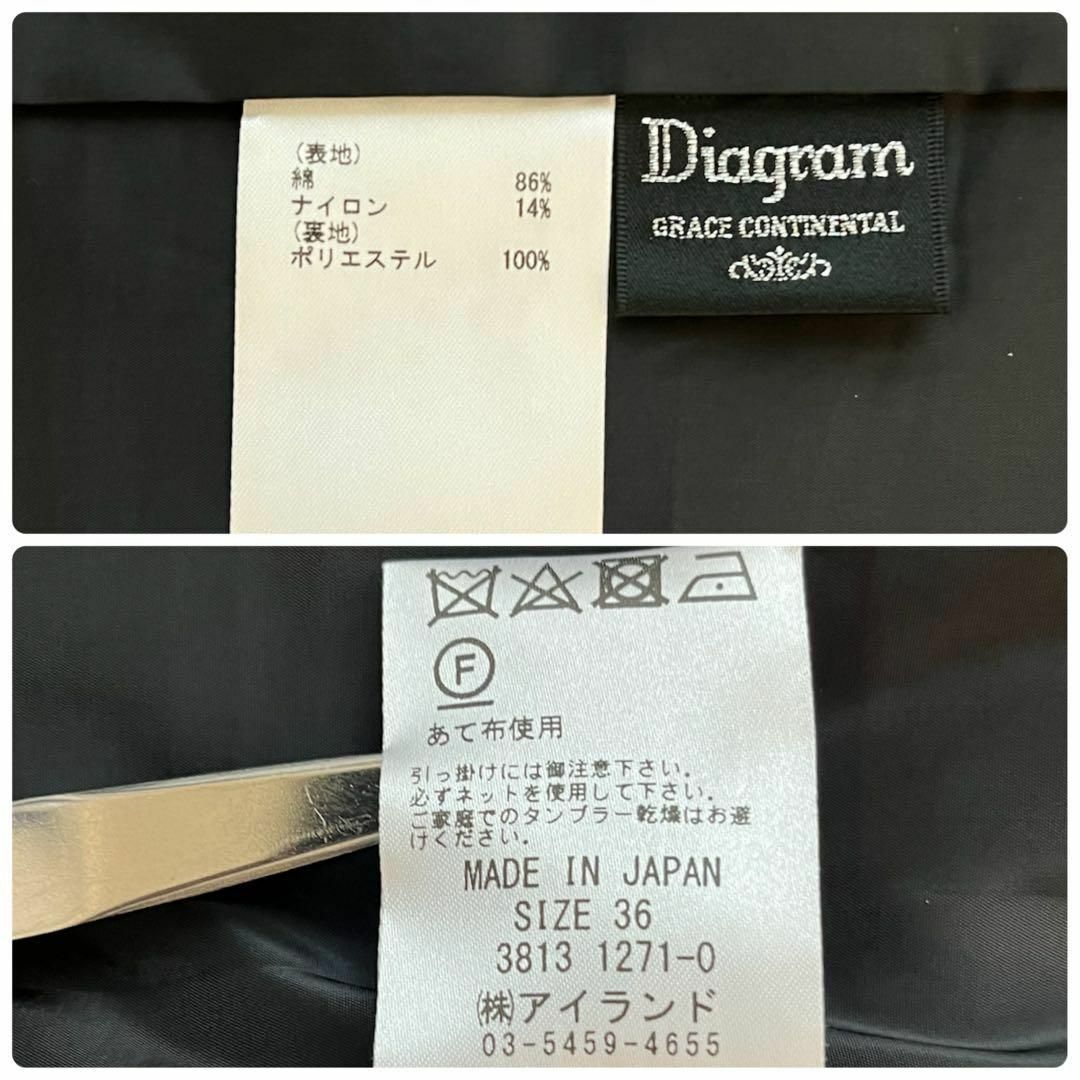 (表地)
綿 86%
ナイロン 14%
(裏地)
ポリエステル 100%
Diagram
GRACE CONTINENTAL
F
あて布使用
引っ掛けには御注意下さい。
必ずネットを使用して下さい。
ご家庭でのタンブラー乾燥はお避
けください。
MADE IN JAPAN
SIZE 36
3813 1271-0
㈱アイランド
03-5459-4655